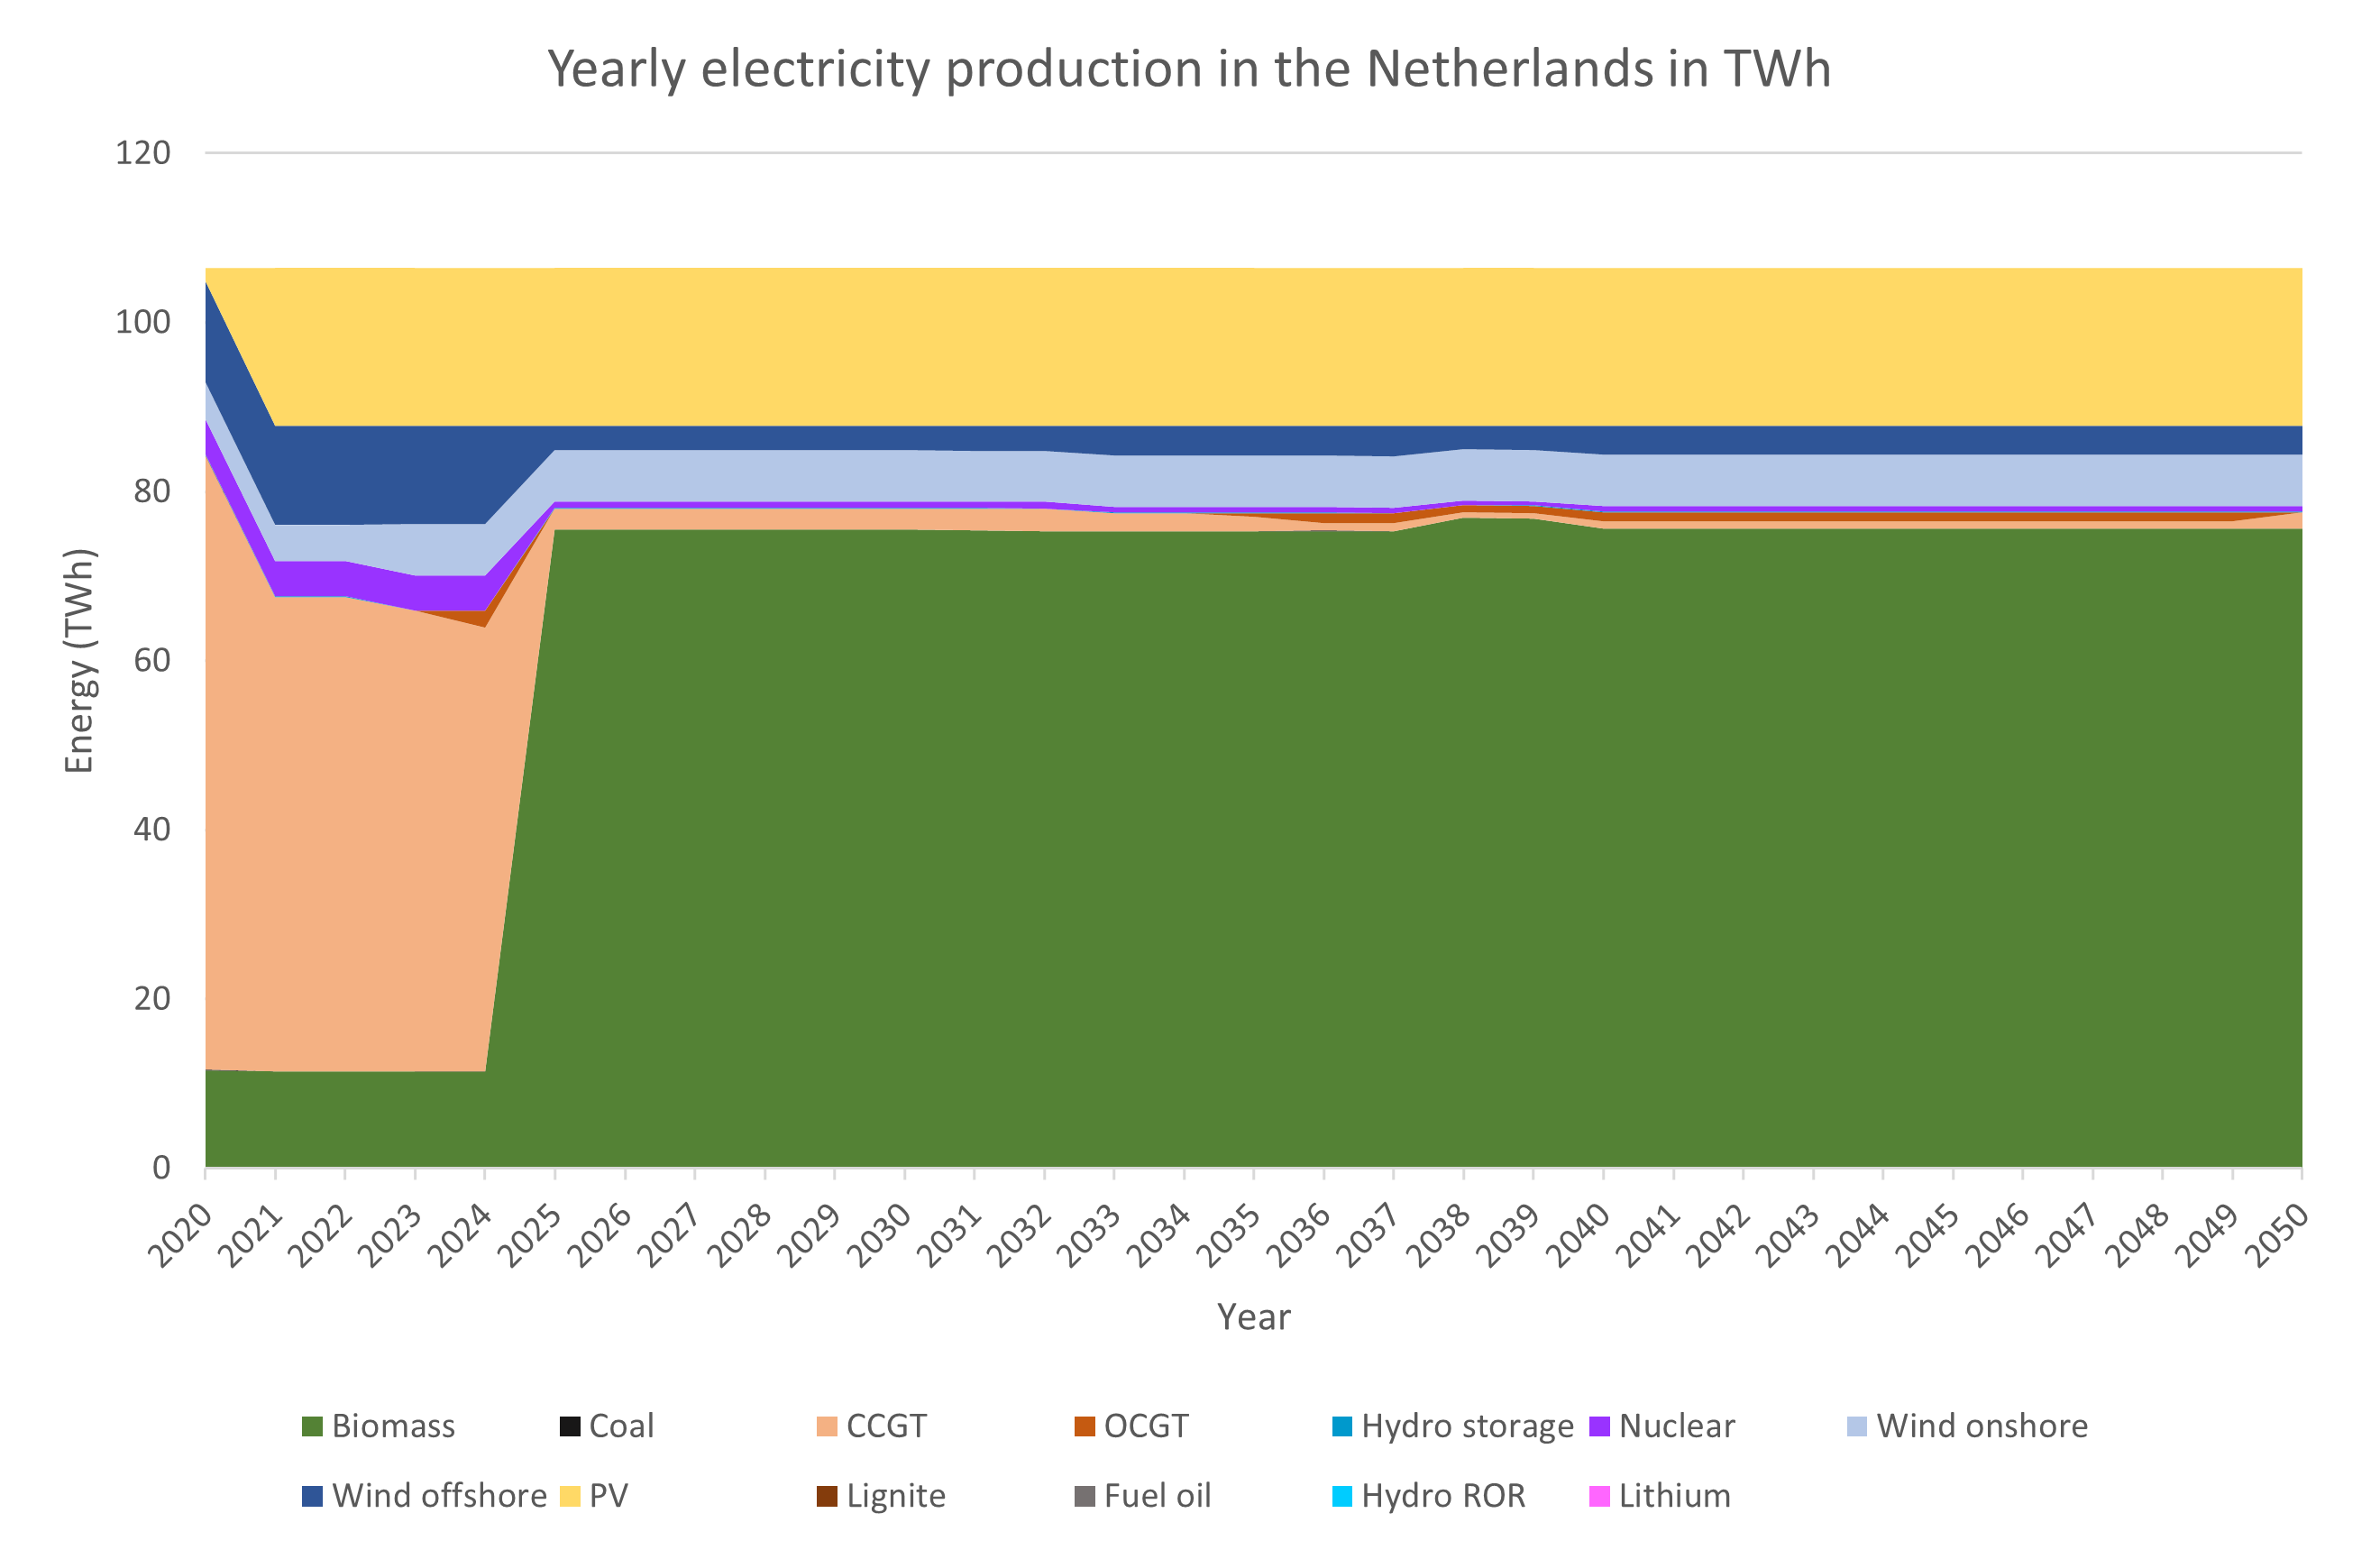 Yearly electricity production in the Netherlands in TWh
120
100
80
60
40
20
0
Energy (TWh)
2020 2021 2022 2023 2024 2025 2026 2027 2028 2029 2030 2031 2032 2033 2034 2035 2036 2037 2038 2039 2040 2041 2042 2043 2044 2045 2046 2047 2048 2049 2050
Year
Biomass Coal CCGT OCGT Hydro storage Nuclear Wind onshore
Wind offshore PV Lignite Fuel oil Hydro ROR Lithium